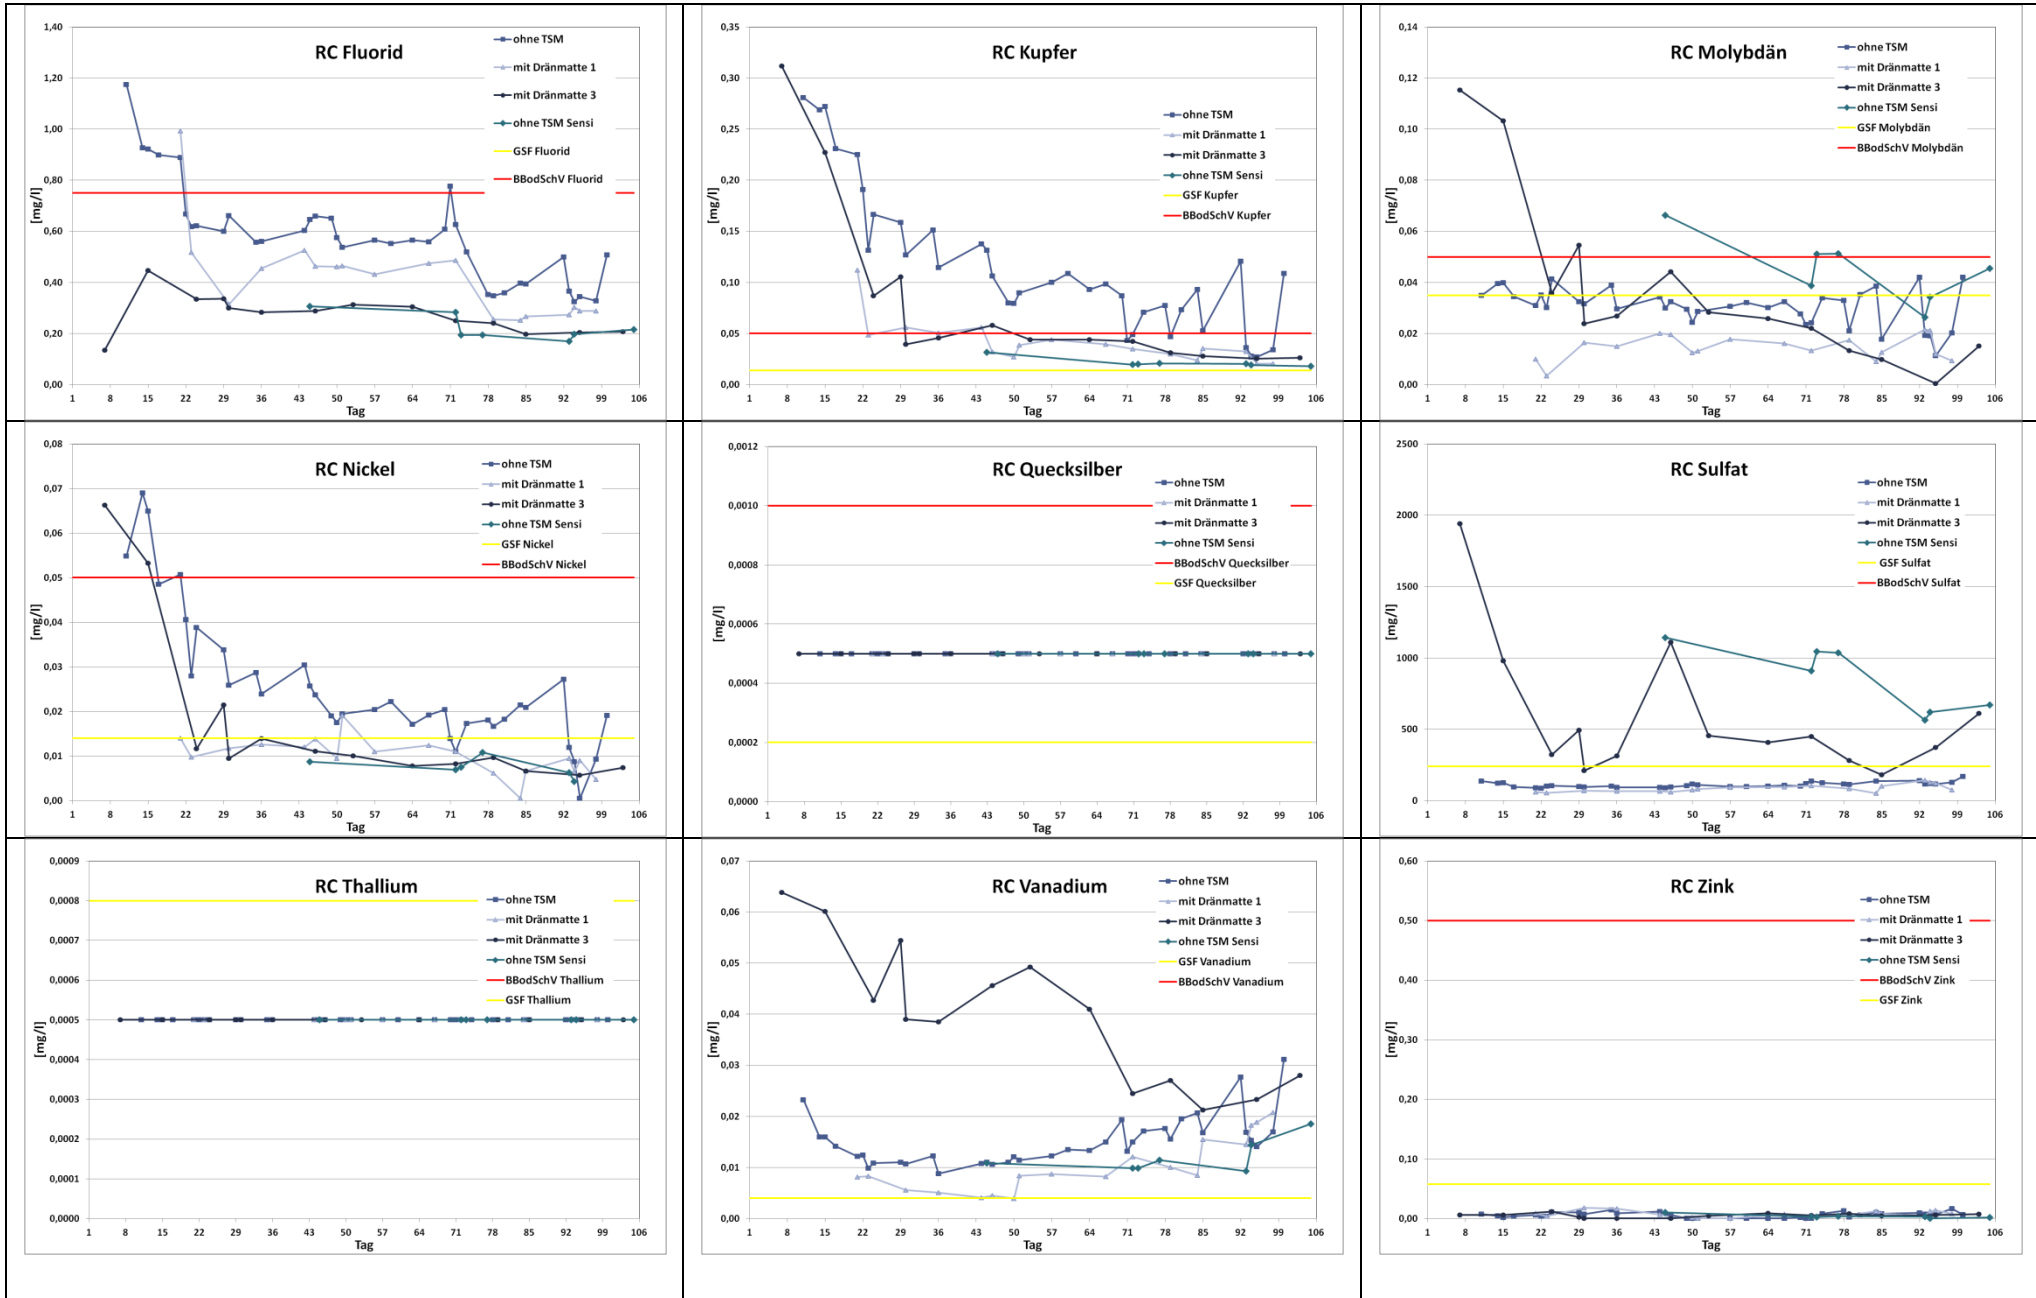 RC Fluorid
1,40
1,20
1,00
0,80
0,60
0,40
0,20
0,00
[mg/l]
1 8 15 22 29 36 43 50 57 64 71 78 85 92 99 106
Tag
ohne TSM
mit Dränmatte 1
mit Dränmatte 3
ohne TSM Sensi
GSF Fluorid
BBodSchV Fluorid
RC Kupfer
0,35
0,30
0,25
0,20
0,15
0,10
0,05
0,00
[mg/l]
1 8 15 22 29 36 43 50 57 64 71 78 85 92 99 106
Tag
ohne TSM
mit Dränmatte 1
mit Dränmatte 3
ohne TSM Sensi
GSF Kupfer
BBodSchV Kupfer
RC Molybdän
0,14
0,12
0,10
0,08
0,06
0,04
0,02
0,00
[mg/l]
1 8 15 22 29 36 43 50 57 64 71 78 85 92 99 106
Tag
ohne TSM
mit Dränmatte 1
mit Dränmatte 3
ohne TSM Sensi
GSF Molybdän
BBodSchV Molybdän
RC Nickel
0,08
0,07
0,06
0,05
0,04
0,03
0,02
0,01
0,00
[mg/l]
1 8 15 22 29 36 43 50 57 64 71 78 85 92 99 106
Tag
ohne TSM
mit Dränmatte 1
mit Dränmatte 3
ohne TSM Sensi
GSF Nickel
BBodSchV Nickel
RC Quecksilber
0,0012
0,0010
0,0008
0,0006
0,0004
0,0002
0,0000
[mg/l]
1 8 15 22 29 36 43 50 57 64 71 78 85 92 99 106
Tag
ohne TSM
mit Dränmatte 1
mit Dränmatte 3
ohne TSM Sensi
BBodSchV Quecksilber
GSF Quecksilber
RC Sulfat
2500
2000
1500
1000
500
0
[mg/l]
1 8 15 22 29 36 43 50 57 64 71 78 85 92 99 106
Tag
ohne TSM
mit Dränmatte 1
mit Dränmatte 3
ohne TSM Sensi
GSF Sulfat
BBodSchV Sulfat
RC Thallium
0,0009
0,0008
0,0007
0,0006
0,0005
0,0004
0,0003
0,0002
0,0001
0,0000
[mg/l]
1 8 15 22 29 36 43 50 57 64 71 78 85 92 99 106
Tag
ohne TSM
mit Dränmatte 1
mit Dränmatte 3
ohne TSM Sensi
BBodSchV Thallium
GSF Thallium
RC Vanadium
0,07
0,06
0,05
0,04
0,03
0,02
0,01
0,00
[mg/l]
1 8 15 22 29 36 43 50 57 64 71 78 85 92 99 106
Tag
ohne TSM
mit Dränmatte 1
mit Dränmatte 3
ohne TSM Sensi
GSF Vanadium
BBodSchV Vanadium
RC Zink
0,60
0,50
0,40
0,30
0,20
0,10
0,00
[mg/l]
1 8 15 22 29 36 43 50 57 64 71 78 85 92 99 106
Tag
ohne TSM
mit Dränmatte 1
mit Dränmatte 3
ohne TSM Sensi
BBodSchV Zink
GSF Zink